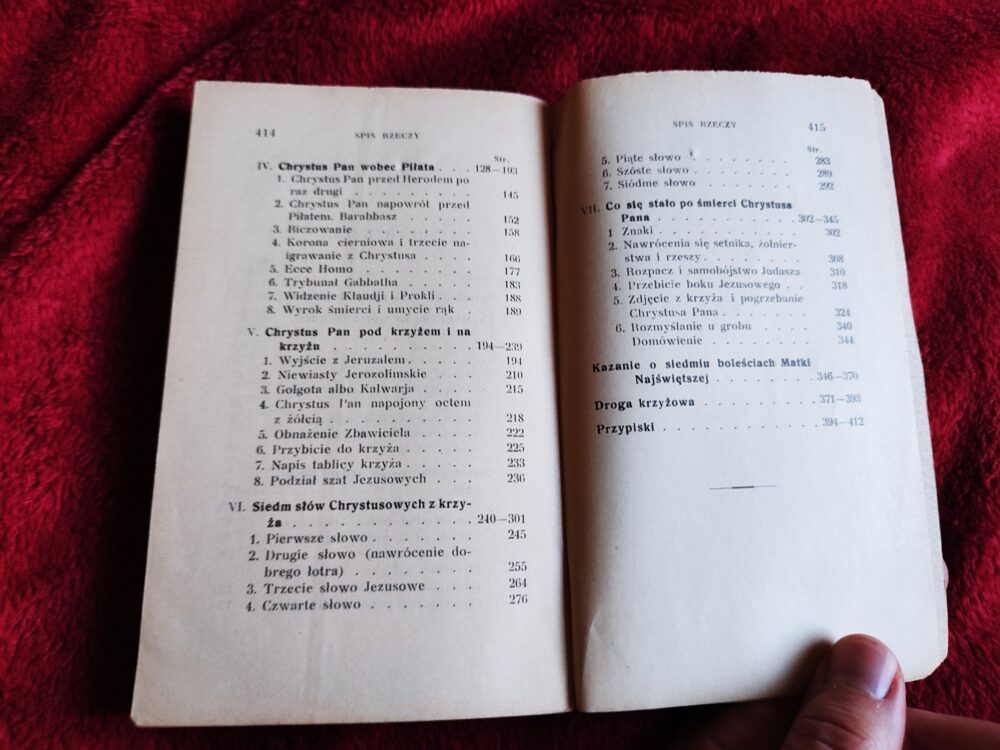 414 SPIS RZECZY
Str.
IV. Chrystus Pan wobec Piłata . . . 128—193
1. Chrystus Pan przed Herodem po
raz drugi . . . . . . . . 145
2. Chrystus Pan napowrót przed
Piłatem. Barabbasz . . . . . 152
3. Biczowanie . . . . . . . . 158
4. Korona cierniowa i trzecie na-
igrawanie z Chrystusa . . . . 166
5. Ecce Homo . . . . . . . 177
6. Trybunał Gabbatha . . . . . 183
7. Widzenie Klaudji i Prokli . . . 188
8. Wyrok śmierci i umycie rąk . 189
V. Chrystus Pan pod krzyżem i na
krzyżu . . . . . . . . . . 194—239
1. Wyjście z Jeruzalem . . . . . 194
2. Niewiasty Jerozolimskie . . . . 210
3. Golgota albo Kalwarja . . . . 215
4. Chrystus Pan napojony octem
z żółcią . . . . . . . . . 218
5. Obnażenie Zbawiciela . . . . 222
6. Przybicie do krzyża . . . . . 225
7. Napis tablicy krzyża . . . . . 233
8. Podział szat Jezusowych . . . . 236
VI. Siedm słów Chrystusowych z krzy-
ża . . . . . . . . . . . . 240—301
1. Pierwsze słowo . . . . . . . 245
2. Drugie słowo (nawrócenie do-
brego łotra) . . . . . . . . 255
3. Trzecie słowo Jezusowe . . . 264
4. Czwarte słowo . . . . . . . 276
SPIS RZECZY 415
Str.
5. Piąte słowo . . . . . . . . 283
6. Szóste słowo . . . . . . . 289
7. Siódme słowo . . . . . . . 292
VII. Co się stało po śmierci Chrystusa
Pana . . . . . . . . . . . 302—345
1 Znaki . . . . . . . . . . 302
2. Nawrócenia się setnika, żołnier-
stwa i rzeszy . . . . . . . 308
3. Rozpacz i samobójstwo Judasza 310
4. Przebicie boku Jezusowego . . 318
5. Zdjęcie z krzyża i pogrzebanie
Chrystusa Pana . . . . . . 324
6. Rozmyślanie u grobu . . . . 340
Domówienie . . . . . . . 344
Kazanie o siedmiu boleściach Matki
Najświętszej . . . . . . . . 346—370
Droga krzyżowa . . . . . . . . 371—393
Przypiski . . . . . . . . . . . 394—412